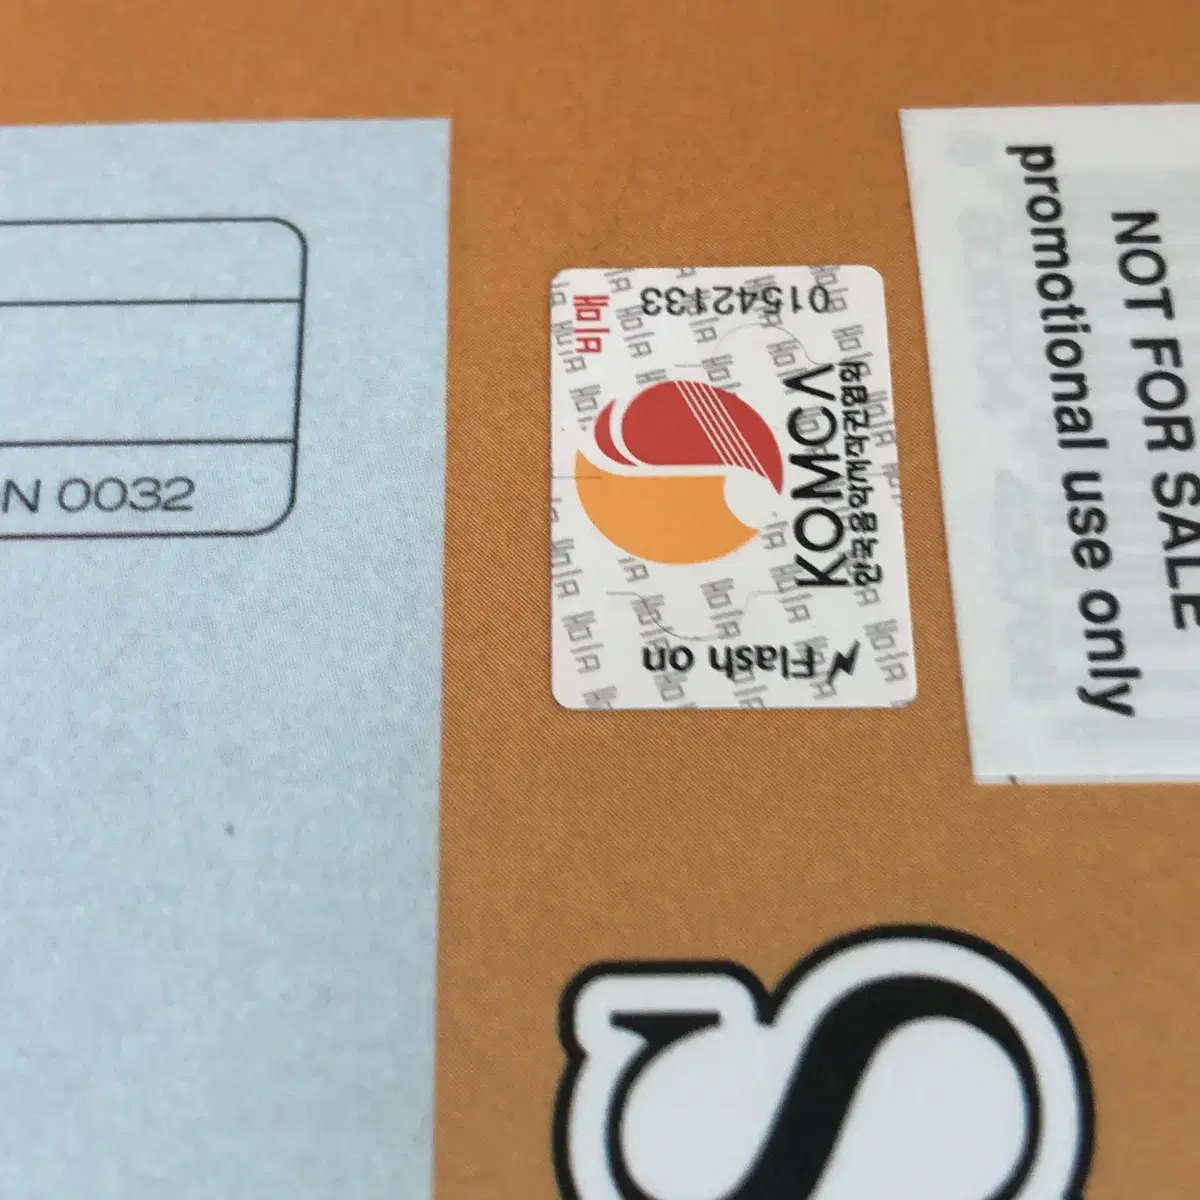 N 0032
01542133
KOMCA
한국음악저작권협회
Flash on
NOT FOR SALE
promotional use only
S